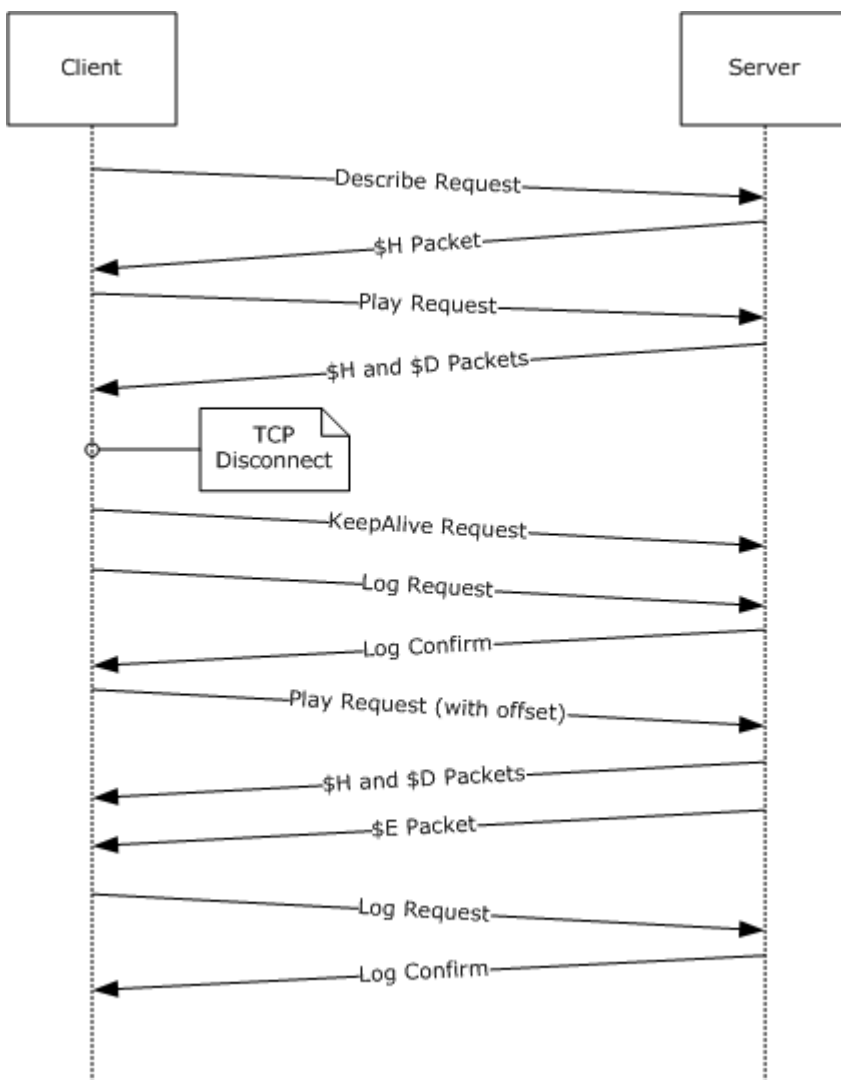 Client
Server
Describe Request
$H Packet
Play Request
$H and $D Packets
TCP
Disconnect
KeepAlive Request
Log Request
Log Confirm
Play Request (with offset)
$H and $D Packets
$E Packet
Log Request
Log Confirm